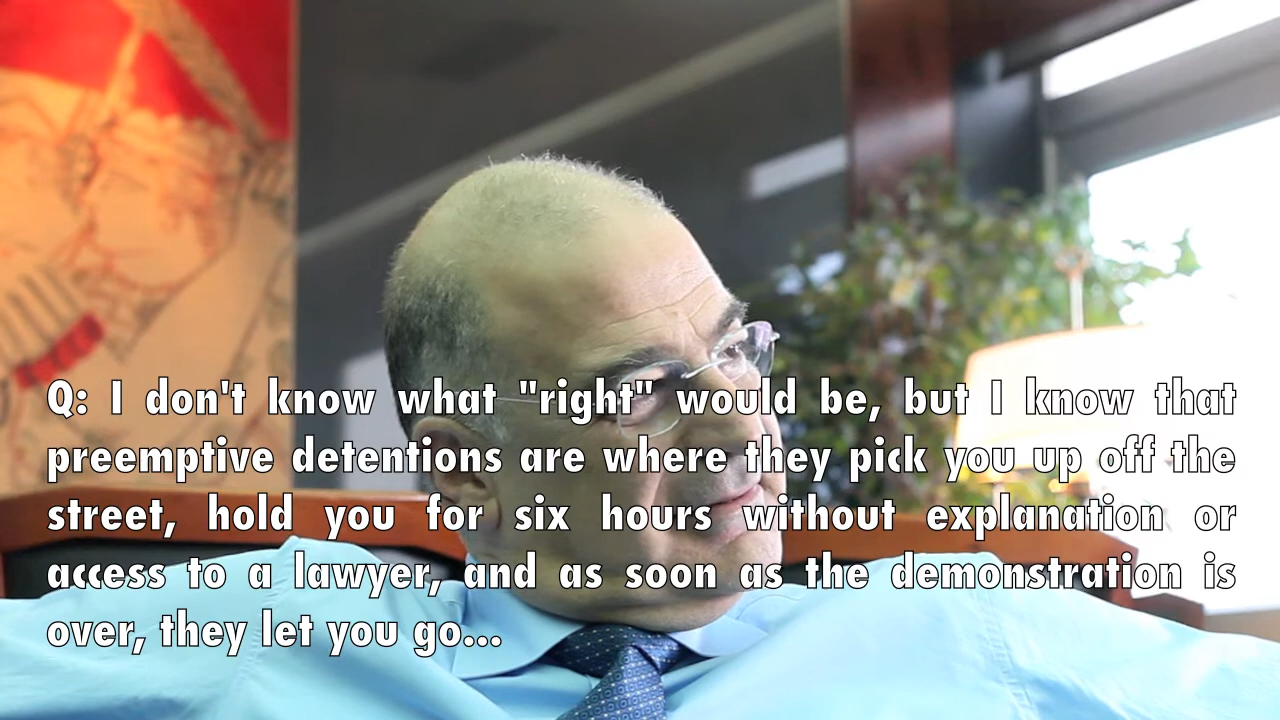 Q: I don't know what "right" would be, but I know that
preemptive detentions are where they pick you up off the
street, hold you for six hours without explanation or
access to a lawyer, and as soon as the demonstration is
over, they let you go...